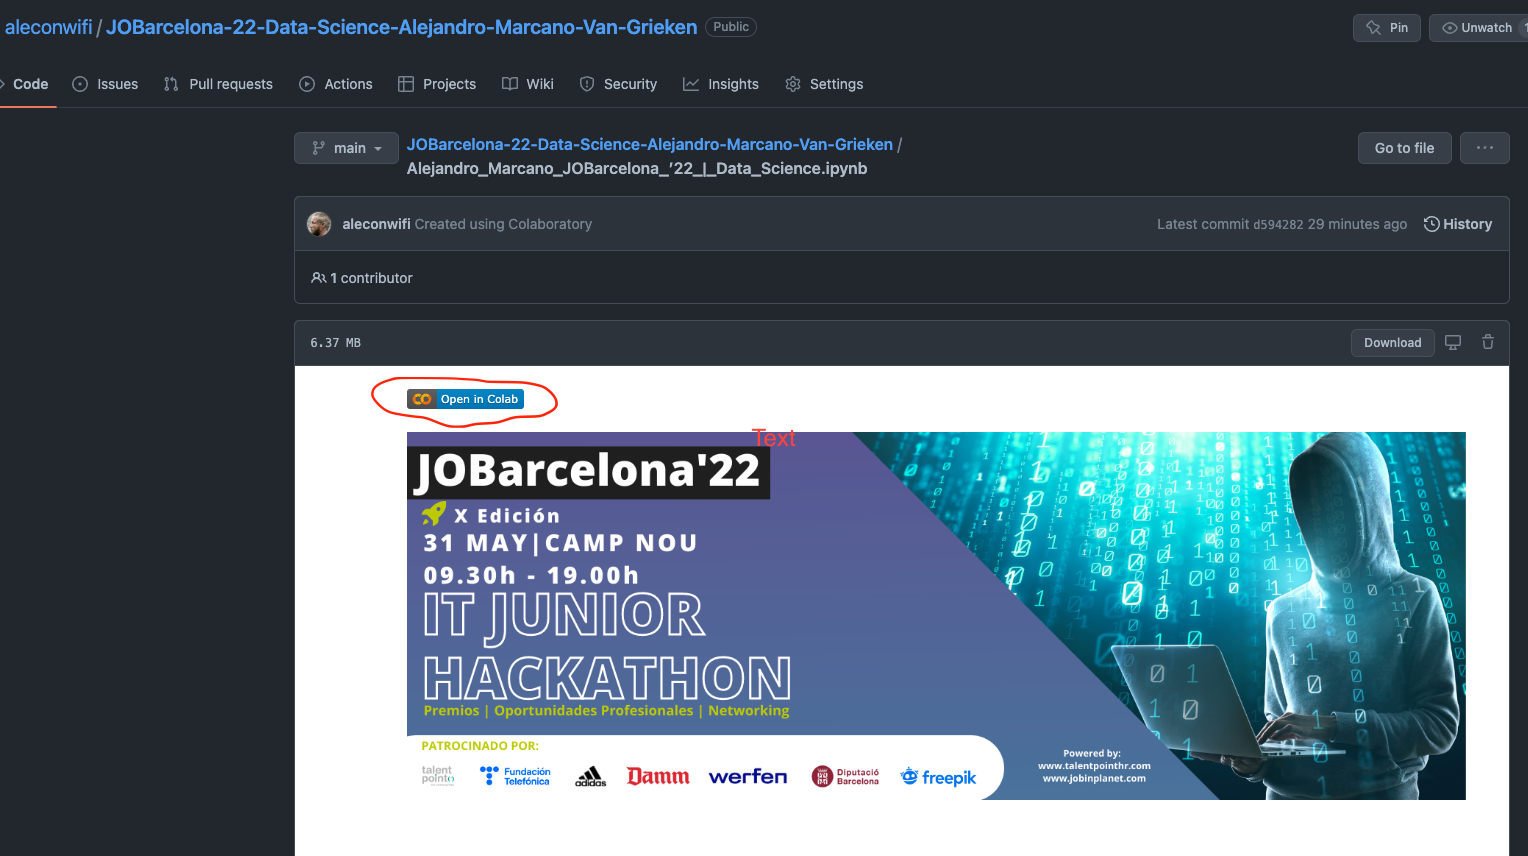 aleconwifi / JOBarcelona-22-Data-Science-Alejandro-Marcano-Van-Grieken Public
Pin
Unwatch 1
Code
Issues
Pull requests
Actions
Projects
Wiki
Security
Insights
Settings
main
JOBarcelona-22-Data-Science-Alejandro-Marcano-Van-Grieken /
Alejandro_Marcano_JOBarcelona_'22_|_Data_Science.ipynb
Go to file
...
aleconwifi Created using Colaboratory
Latest commit d594282 29 minutes ago
History
1 contributor
6.37 MB
Download
Open in Colab
Text
JOBarcelona'22
X Edición
31 MAY|CAMP NOU
09.30h - 19.00h
IT JUNIOR
HACKATHON
Premios | Oportunidades Profesionales | Networking
PATROCINADO POR:
talent
point
Fundación
Telefónica
adidas
Damm
werfen
Diputació
Barcelona
freepik
Powered by:
www.talentpointhr.com
www.jobinplanet.com